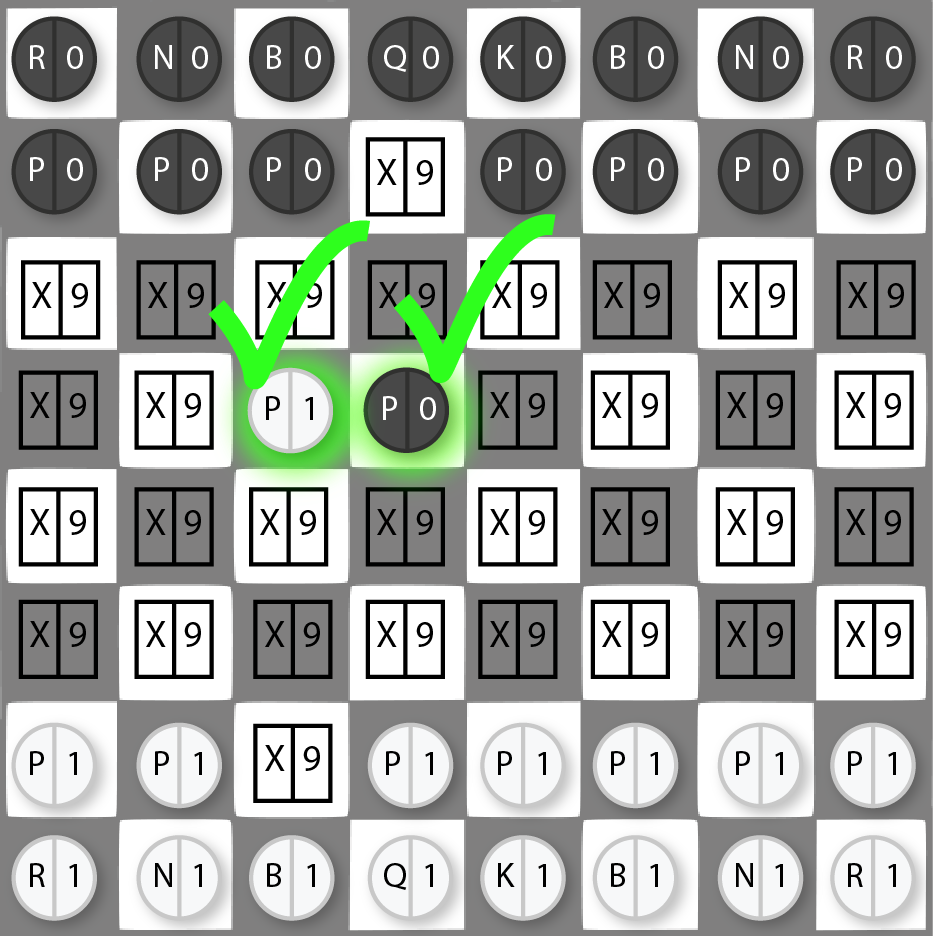 R 0 N 0 B 0 Q 0 K 0 B 0 N 0 R 0
P 0 P 0 P 0 X 9 P 0 P 0 P 0 P 0
X 9 X 9 X 9 X 9 X 9 X 9 X 9 X 9
X 9 X 9 P 1 P 0 X 9 X 9 X 9 X 9
X 9 X 9 X 9 X 9 X 9 X 9 X 9 X 9
X 9 X 9 X 9 X 9 X 9 X 9 X 9 X 9
P 1 P 1 X 9 P 1 P 1 P 1 P 1 P 1
R 1 N 1 B 1 Q 1 K 1 B 1 N 1 R 1